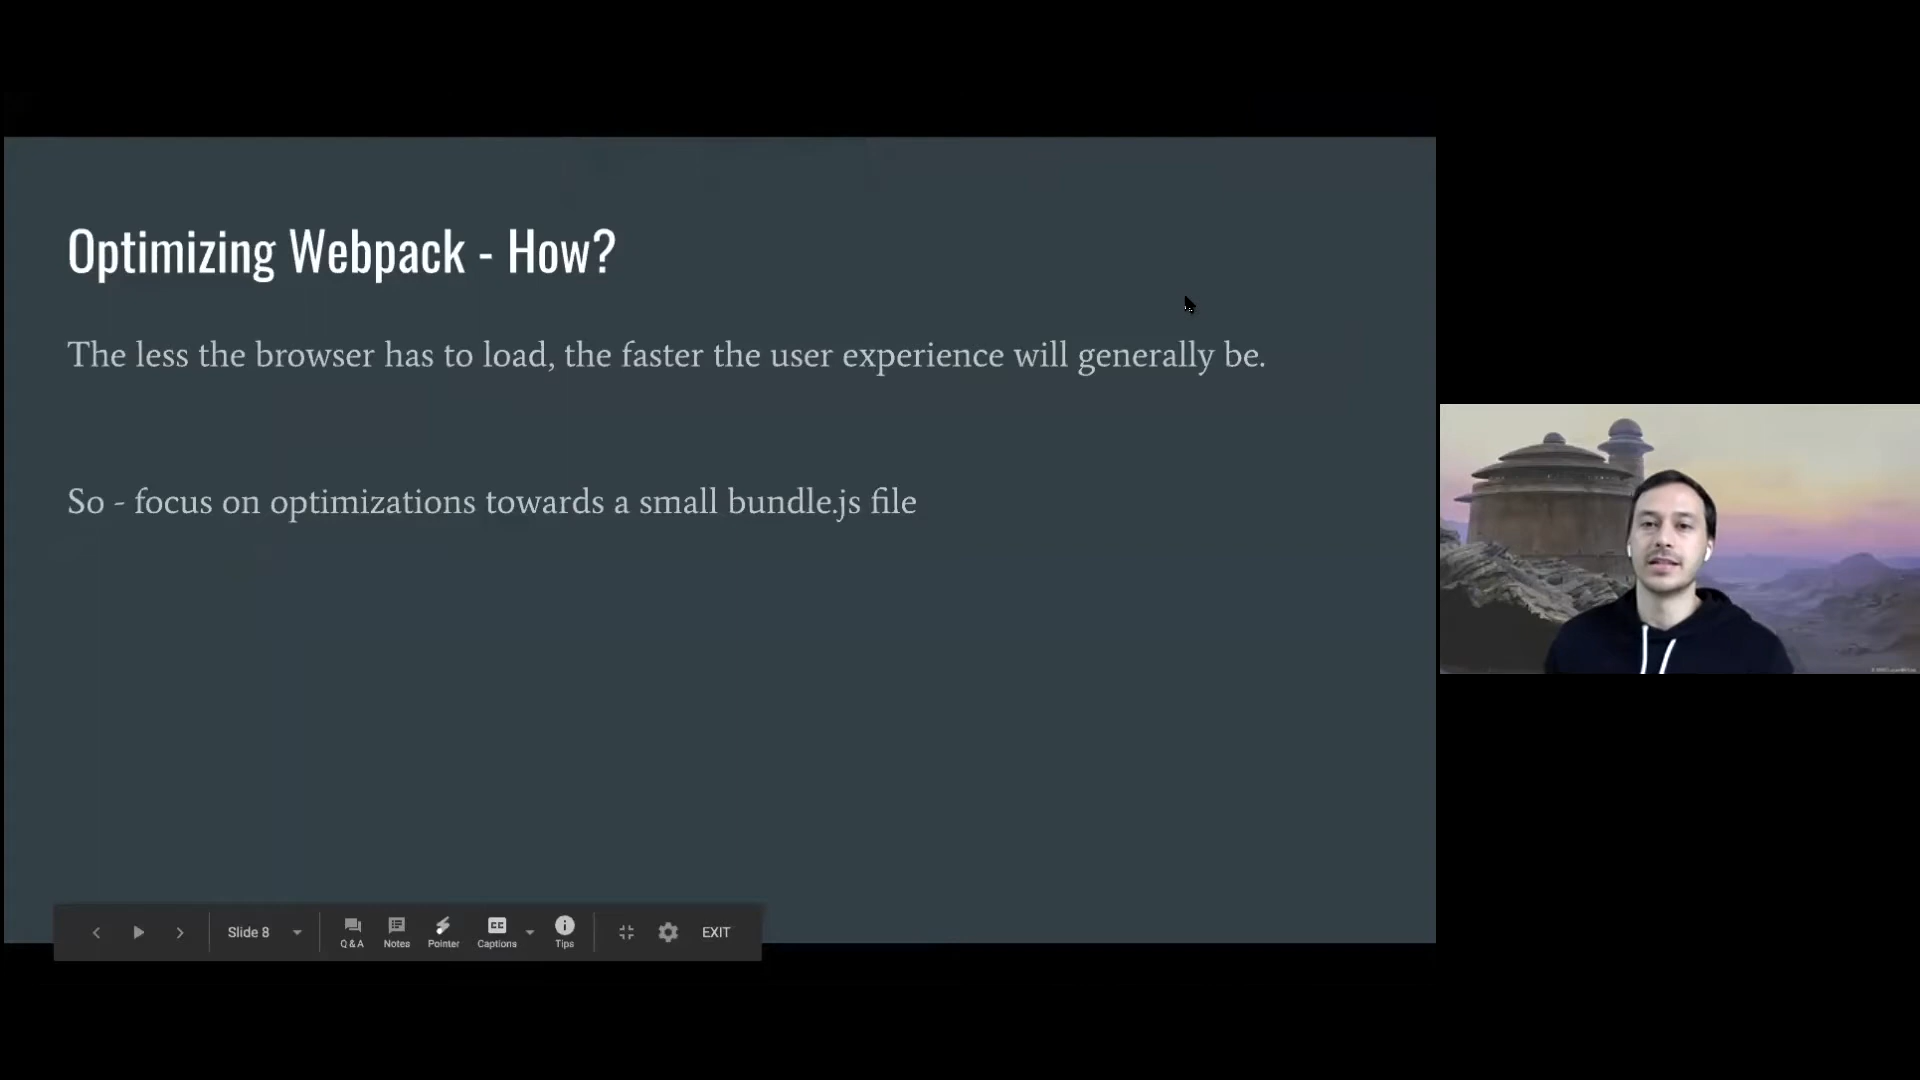 Optimizing Webpack - How?
The less the browser has to load, the faster the user experience will generally be.
So - focus on optimizations towards a small bundle.js file
Slide 8
Q & A
Notes
Pointer
CC
Captions
Tips
EXIT